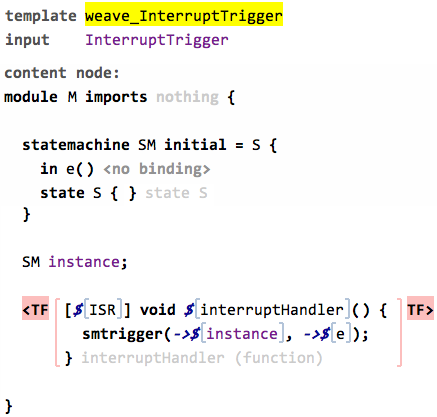 template weave_InterruptTrigger
input InterruptTrigger
content node:
module M imports nothing {
statemachine SM initial = S {
in e() <no binding>
state S { } state S
}
SM instance;
<TF [$[ISR]] void $[interruptHandler]() { TF>
smtrigger(->$[instance], ->$[e]);
} interruptHandler (function)
}